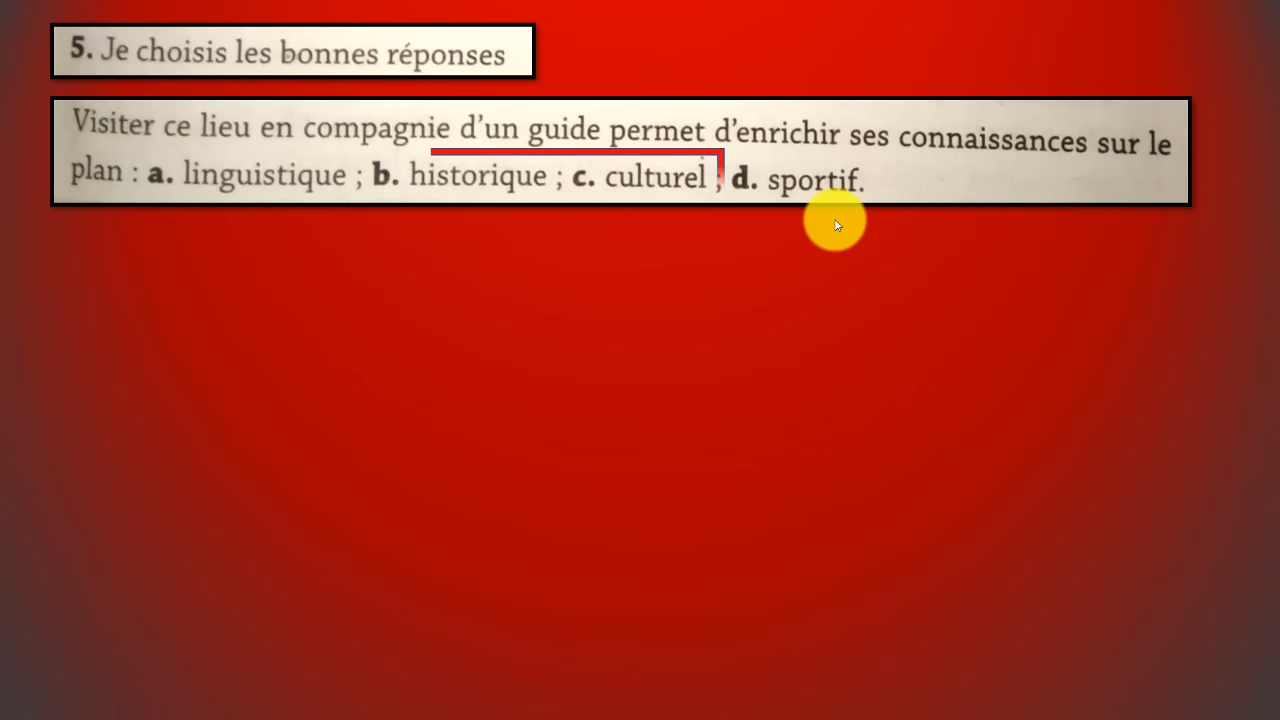 5. Je choisis les bonnes réponses
Visiter ce lieu en compagnie d'un guide permet d'enrichir ses connaissances sur le
plan : a. linguistique ; b. historique ; c. culturel ; d. sportif.